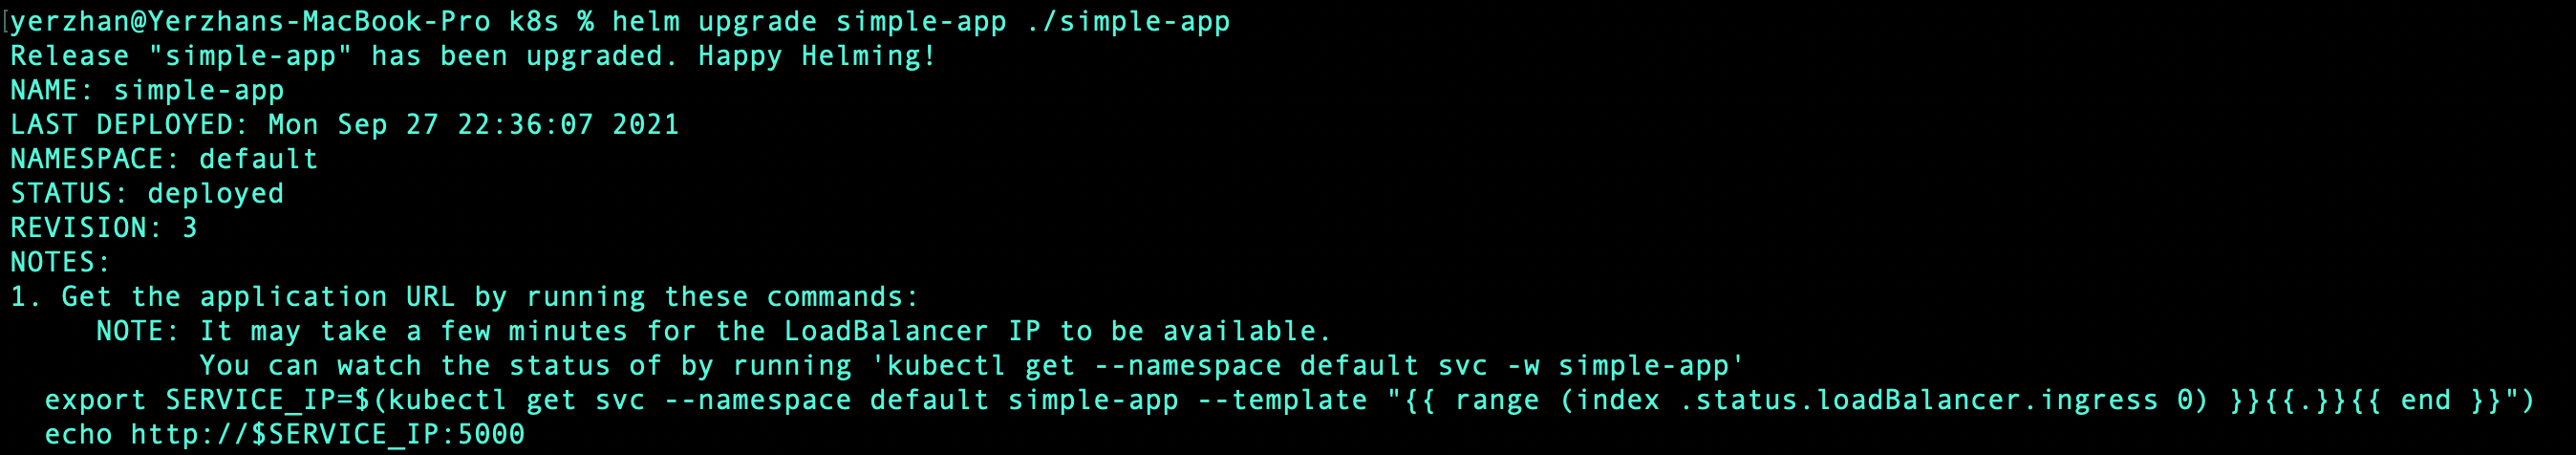 [yerzhan@Yerzhans-MacBook-Pro k8s % helm upgrade simple-app ./simple-app
Release "simple-app" has been upgraded. Happy Helming!
NAME: simple-app
LAST DEPLOYED: Mon Sep 27 22:36:07 2021
NAMESPACE: default
STATUS: deployed
REVISION: 3
NOTES:
1. Get the application URL by running these commands:
     NOTE: It may take a few minutes for the LoadBalancer IP to be available.
           You can watch the status of by running 'kubectl get --namespace default svc -w simple-app'
  export SERVICE_IP=$(kubectl get svc --namespace default simple-app --template "{{ range (index .status.loadBalancer.ingress 0) }}{{.}}{{ end }}")
  echo http://$SERVICE_IP:5000